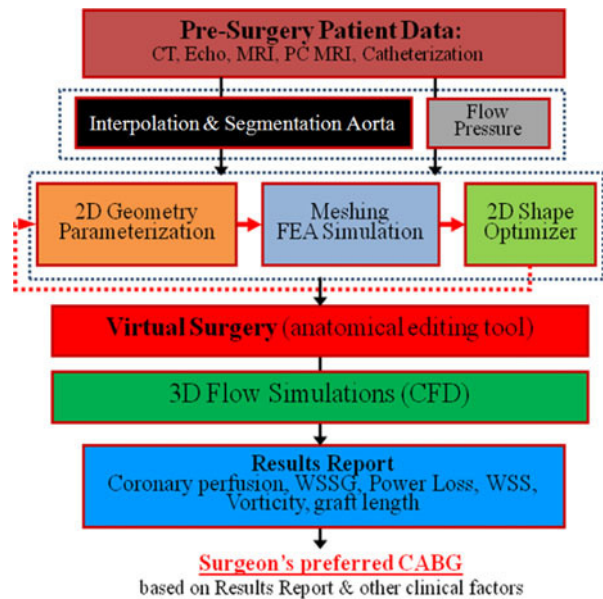 Pre-Surgery Patient Data:
CT, Echo, MRI, PC MRI, Catheterization
Interpolation & Segmentation Aorta
Flow
Pressure
2D Geometry
Parameterization
Meshing
FEA Simulation
2D Shape
Optimizer
Virtual Surgery (anatomical editing tool)
3D Flow Simulations (CFD)
Results Report
Coronary perfusion, WSSG, Power Loss, WSS,
Vorticity, graft length
Surgeon's preferred CABG
based on Results Report & other clinical factors